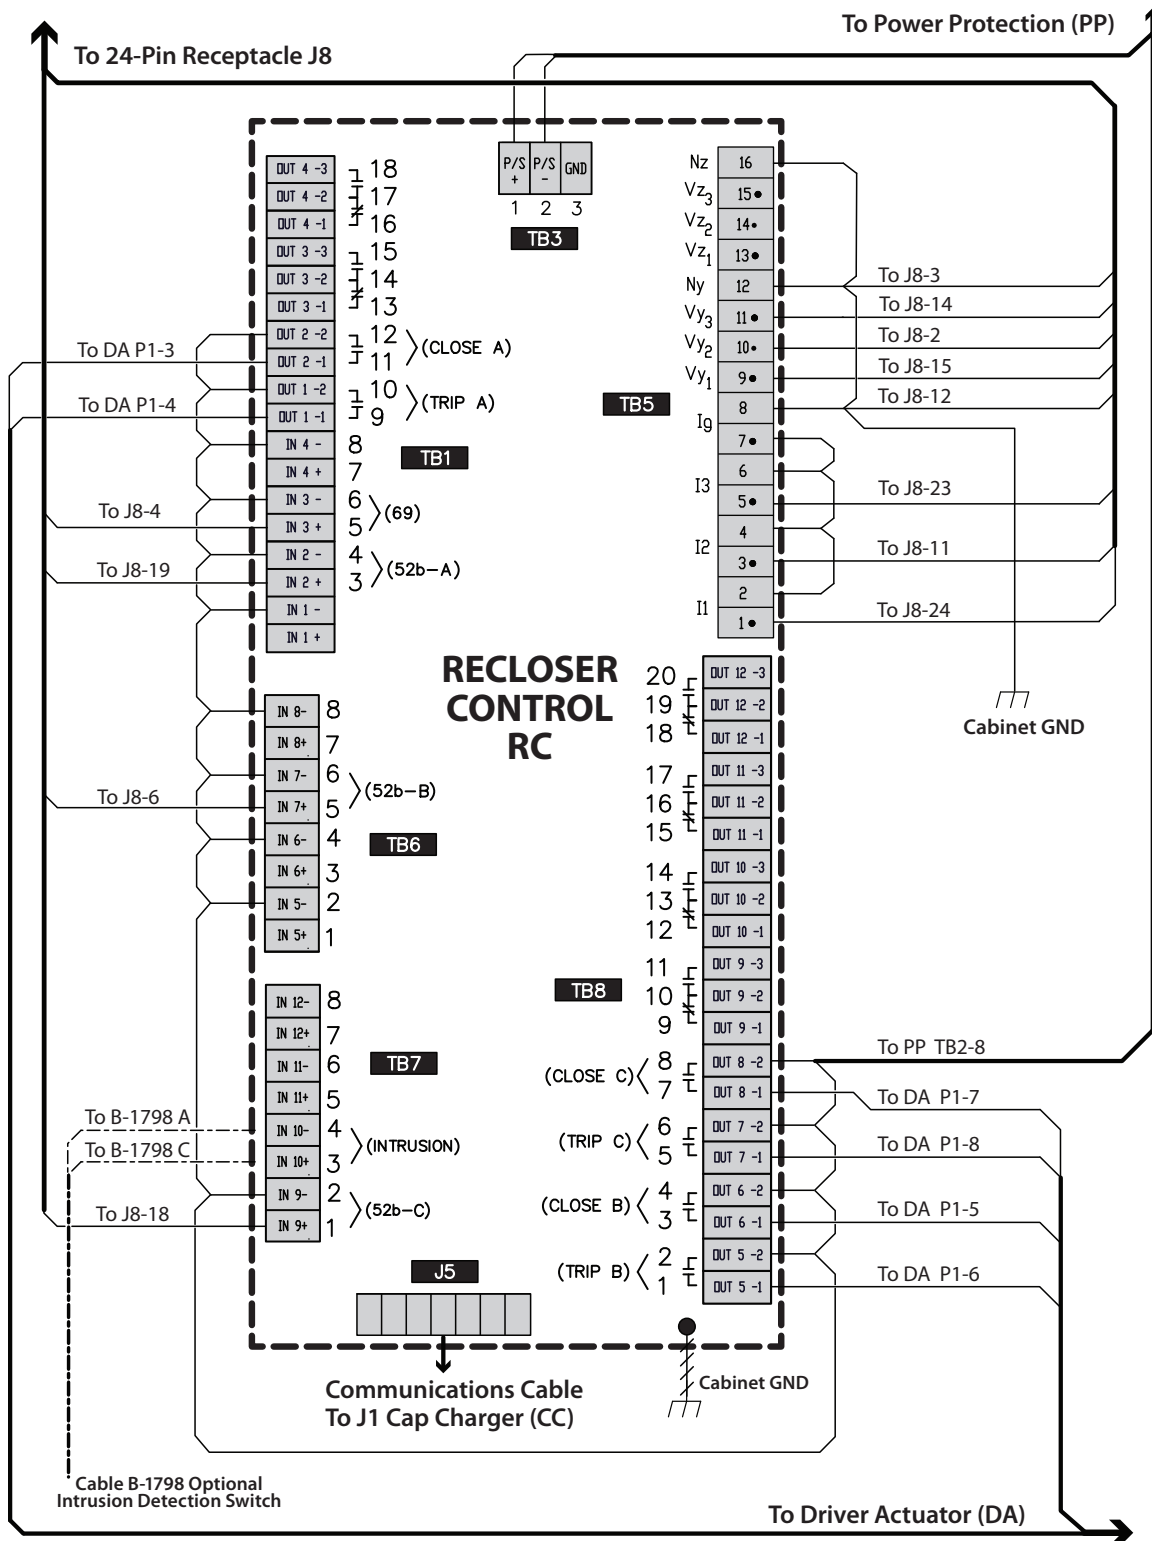 To Power Protection (PP)
To 24-Pin Receptacle J8
P/S + P/S - GND
1 2 3
TB3
OUT 4 -3 18
OUT 4 -2 17
OUT 4 -1 16
OUT 3 -3 15
OUT 3 -2 14
OUT 3 -1 13
OUT 2 -2 12
To DA P1-3 OUT 2 -1 11 (CLOSE A)
OUT 1 -2 10
To DA P1-4 OUT 1 -1 9 (TRIP A)
IN 4 - 8
IN 4 + 7
TB1
IN 3 - 6
To J8-4 IN 3 + 5 (69)
IN 2 - 4
To J8-19 IN 2 + 3 (52b-A)
IN 1 -
IN 1 +
Nz 16
Vz3 15
Vz2 14
Vz1 13
Ny 12 To J8-3
Vy3 11 To J8-14
Vy2 10 To J8-2
Vy1 9 To J8-15
TB5
8 To J8-12
Ig
7
6
I3
5 To J8-23
4
I2
3 To J8-11
2
I1
1 To J8-24
Cabinet GND
RECLOSER
CONTROL
RC
IN 8- 8
IN 8+ 7
IN 7- 6
To J8-6 IN 7+ 5 (52b-B)
IN 6- 4
TB6
IN 6+ 3
IN 5- 2
IN 5+ 1
20 OUT 12 -3
19 OUT 12 -2
18 OUT 12 -1
17 OUT 11 -3
16 OUT 11 -2
15 OUT 11 -1
14 OUT 10 -3
13 OUT 10 -2
12 OUT 10 -1
11 OUT 9 -3
TB8
10 OUT 9 -2
9 OUT 9 -1
8 OUT 8 -2 To PP TB2-8
(CLOSE C)
7 OUT 8 -1 To DA P1-7
6 OUT 7 -2
(TRIP C)
5 OUT 7 -1 To DA P1-8
4 OUT 6 -2
(CLOSE B)
3 OUT 6 -1 To DA P1-5
2 OUT 5 -2
(TRIP B)
1 OUT 5 -1 To DA P1-6
IN 12- 8
IN 12+ 7
IN 11- 6
TB7
IN 11+ 5
To B-1798 A IN 10- 4
(INTRUSION)
To B-1798 C IN 10+ 3
IN 9- 2
(52b-C)
To J8-18 IN 9+ 1
J5
Communications Cable
To J1 Cap Charger (CC)
Cabinet GND
Cable B-1798 Optional
Intrusion Detection Switch
To Driver Actuator (DA)